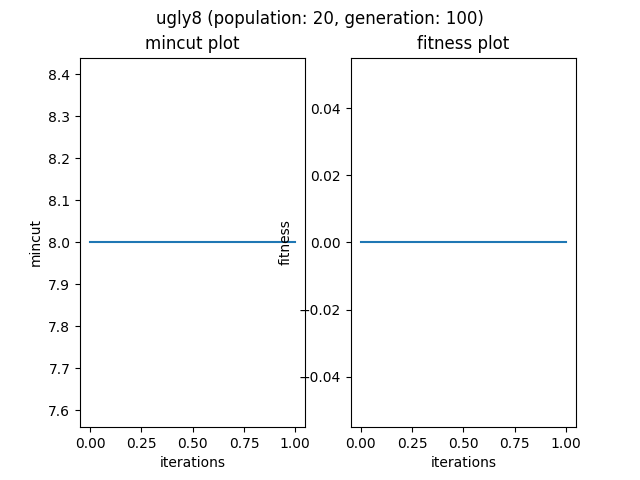 ugly8 (population: 20, generation: 100)
mincut plot
8.4
8.3
8.2
8.1
8.0
7.9
7.8
7.7
7.6
mincut
0.00 0.25 0.50 0.75 1.00
iterations
fitness plot
0.04
0.02
0.00
−0.02
−0.04
fitness
0.00 0.25 0.50 0.75 1.00
iterations